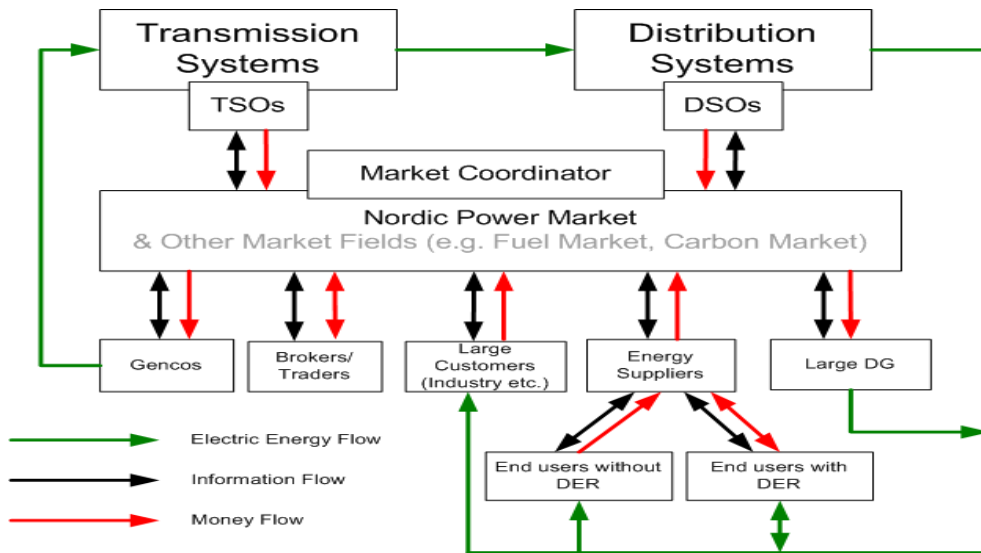 Transmission
Systems
Distribution
Systems
TSOs
DSOs
Market Coordinator
Nordic Power Market
& Other Market Fields (e.g. Fuel Market, Carbon Market)
Gencos
Brokers/
Traders
Large
Customers
(Industry etc.)
Energy
Suppliers
Large DG
Electric Energy Flow
Information Flow
Money Flow
End users without
DER
End users with
DER